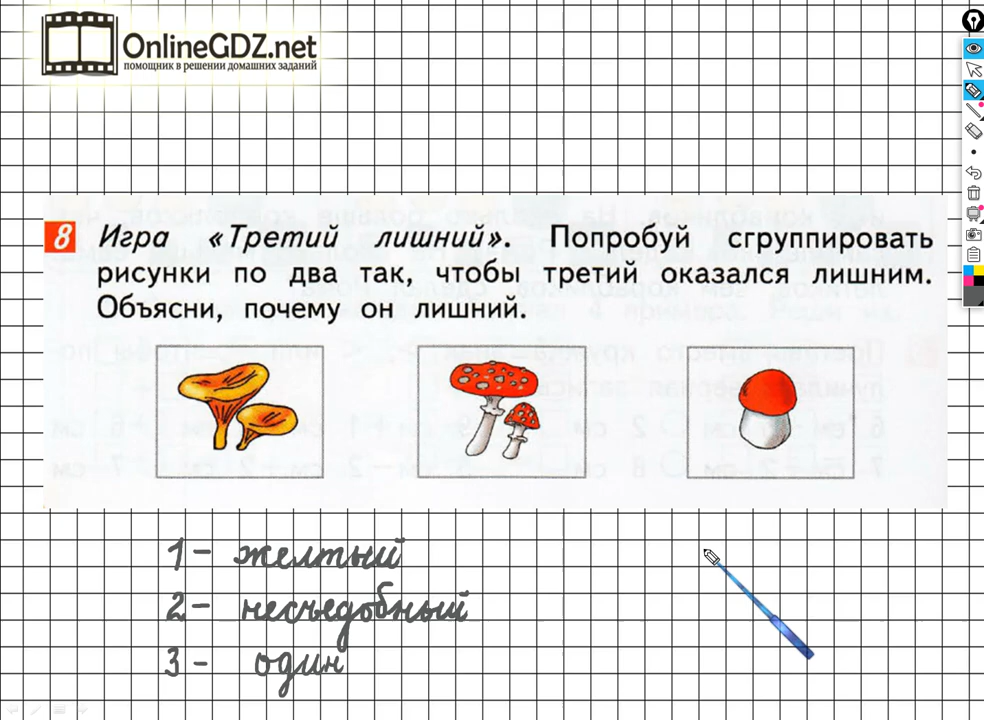 OnlineGDZ.net
помощник в решении домашних заданий
8 Игра «Третий лишний». Попробуй сгруппировать
рисунки по два так, чтобы третий оказался лишним.
Объясни, почему он лишний.
1 - желтый
2 - несъедобный
3 - один